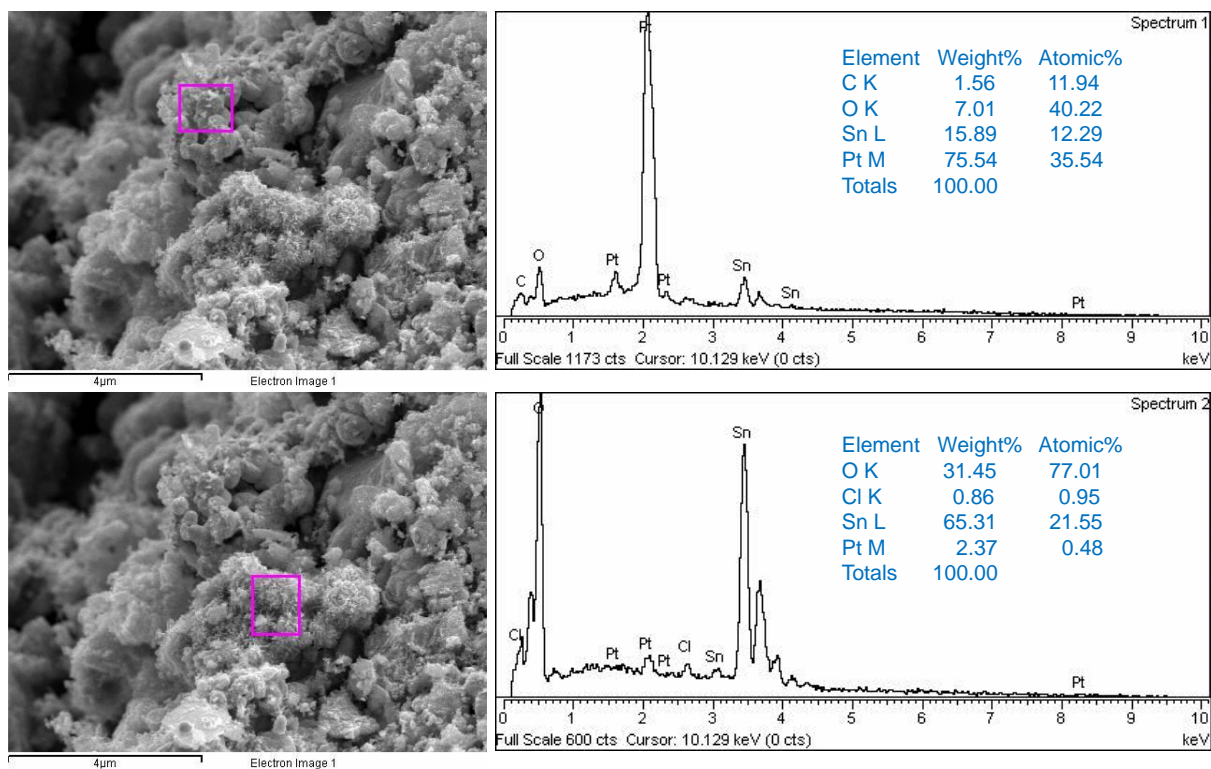 Spectrum 1
Element Weight% Atomic%
C K 1.56 11.94
O K 7.01 40.22
Sn L 15.89 12.29
Pt M 75.54 35.54
Totals 100.00
Pt
C O Pt Pt Sn Sn Pt
0 1 2 3 4 5 6 7 8 9 10
Full Scale 1173 cts Cursor: 10.129 keV (0 cts) keV
4µm Electron Image 1
Spectrum 2
Element Weight% Atomic%
O K 31.45 77.01
Cl K 0.86 0.95
Sn L 65.31 21.55
Pt M 2.37 0.48
Totals 100.00
O
Sn
Cl Pt Pt Pt Cl Sn Pt
0 1 2 3 4 5 6 7 8 9 10
Full Scale 600 cts Cursor: 10.129 keV (0 cts) keV
4µm Electron Image 1